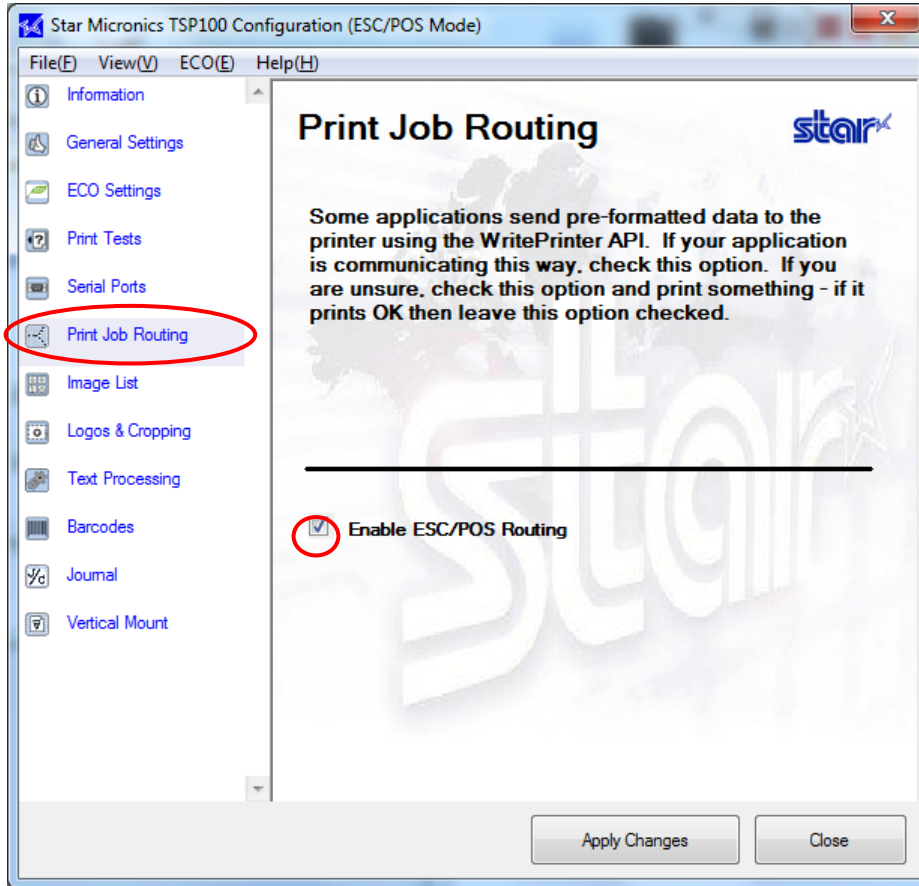 Star Micronics TSP100 Configuration (ESC/POS Mode)
x
File(F) View(V) ECO(E) Help(H)
Information
General Settings
ECO Settings
Print Tests
Serial Ports
Print Job Routing
Image List
Logos & Cropping
Text Processing
Barcodes
Journal
Vertical Mount
Print Job Routing
star
Some applications send pre-formatted data to the
printer using the WritePrinter API. If your application
is communicating this way, check this option. If you
are unsure, check this option and print something - if it
prints OK then leave this option checked.
star
Enable ESC/POS Routing
Apply Changes
Close